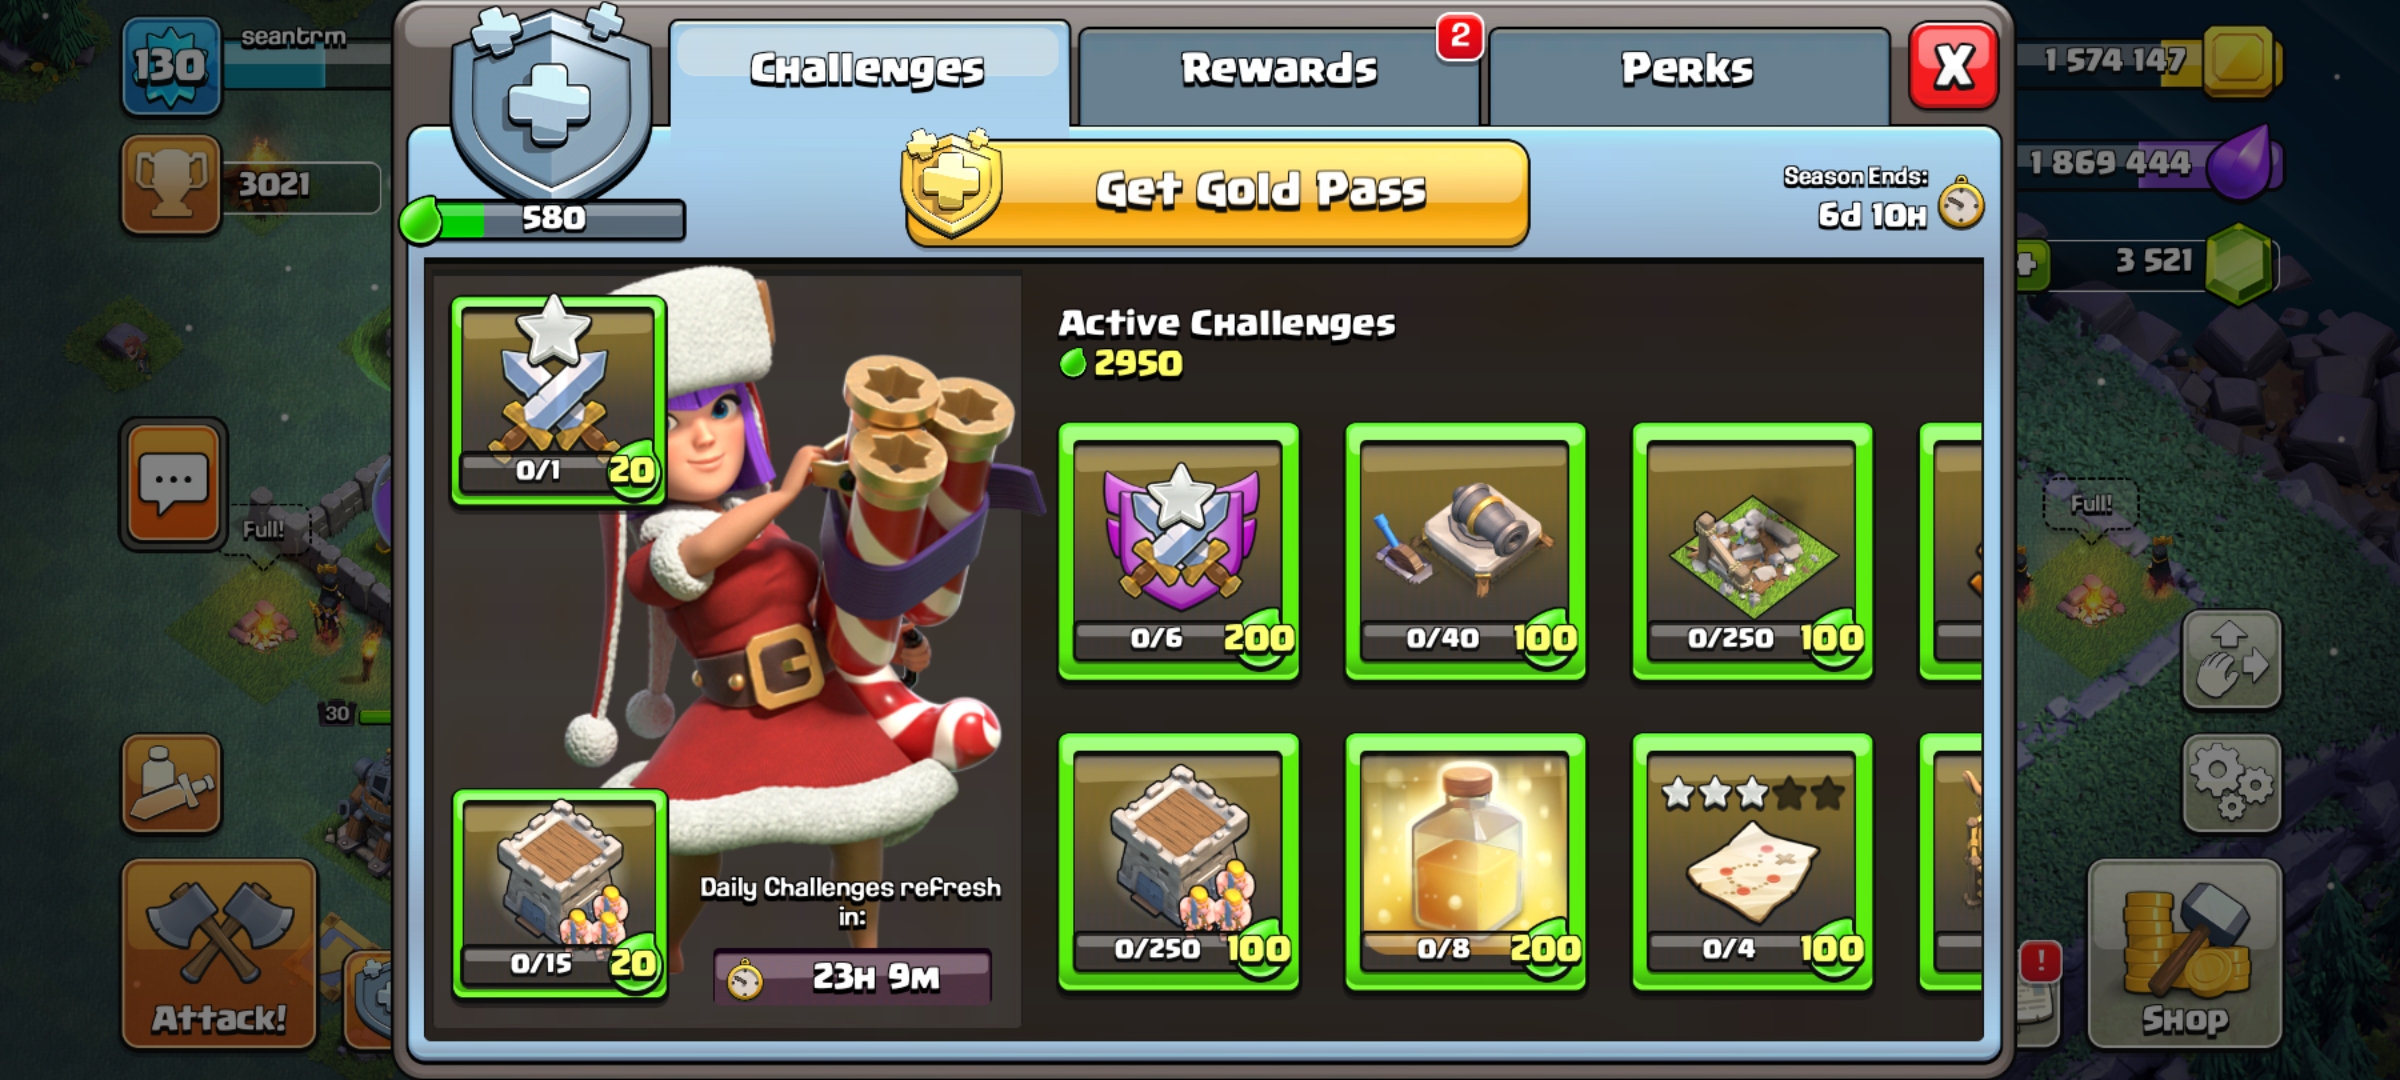 130
seantrm
3021
Full!
30
Attack!
Challenges
Rewards
2
Perks
X
580
Get Gold Pass
Season Ends:
6d 10H
1 574 147
1 869 444
3 521
0/1
20
0/15
20
Daily Challenges refresh
in:
23H 9M
Active Challenges
2950
0/6
200
0/40
100
0/250
100
0/250
100
0/8
200
0/4
100
Full!
!
Shop